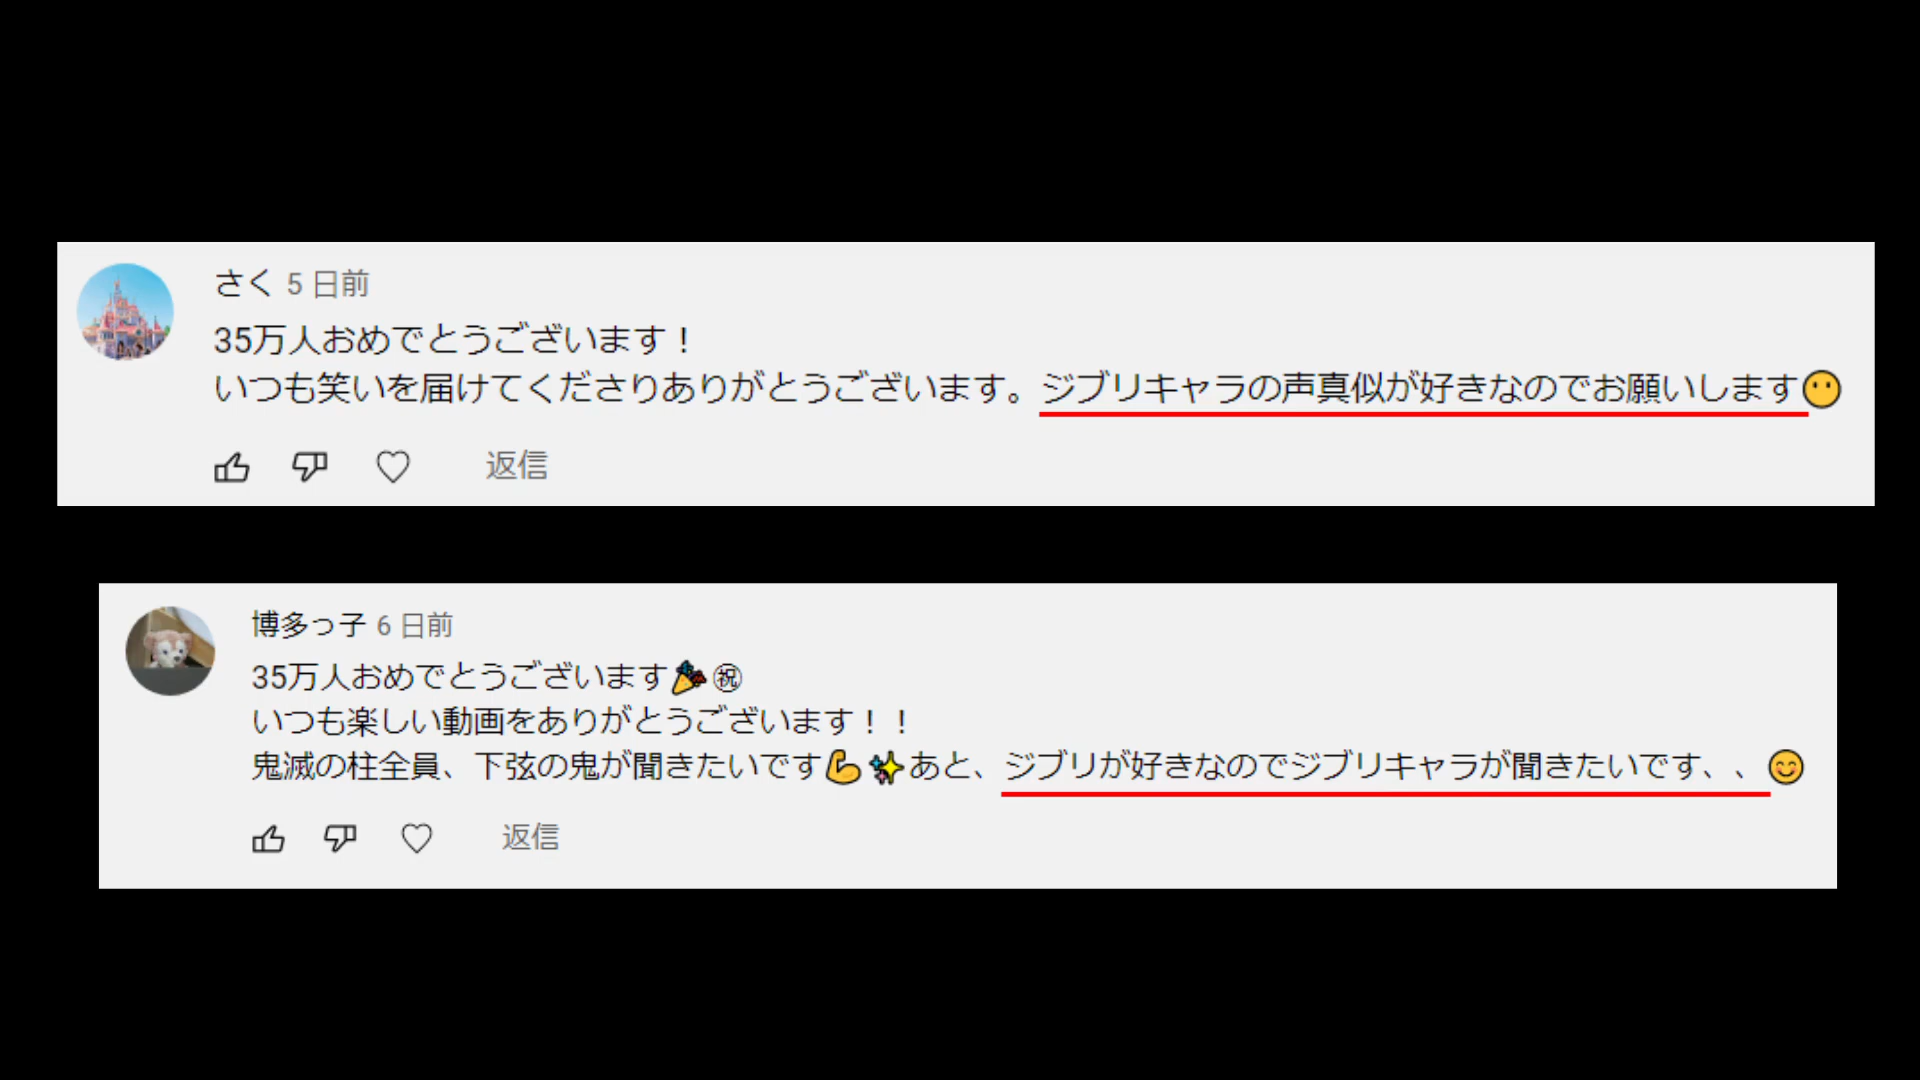 さく 5 日前
35万人おめでとうございます！
いつも笑いを届けてくださりありがとうございます。ジブリキャラの声真似が好きなのでお願いします😶
返信
博多っ子 6 日前
35万人おめでとうございます🎉㊗
いつも楽しい動画をありがとうございます！！
鬼滅の柱全員、下弦の鬼が聞きたいです💪✨あと、ジブリが好きなのでジブリキャラが聞きたいです、、😊
返信